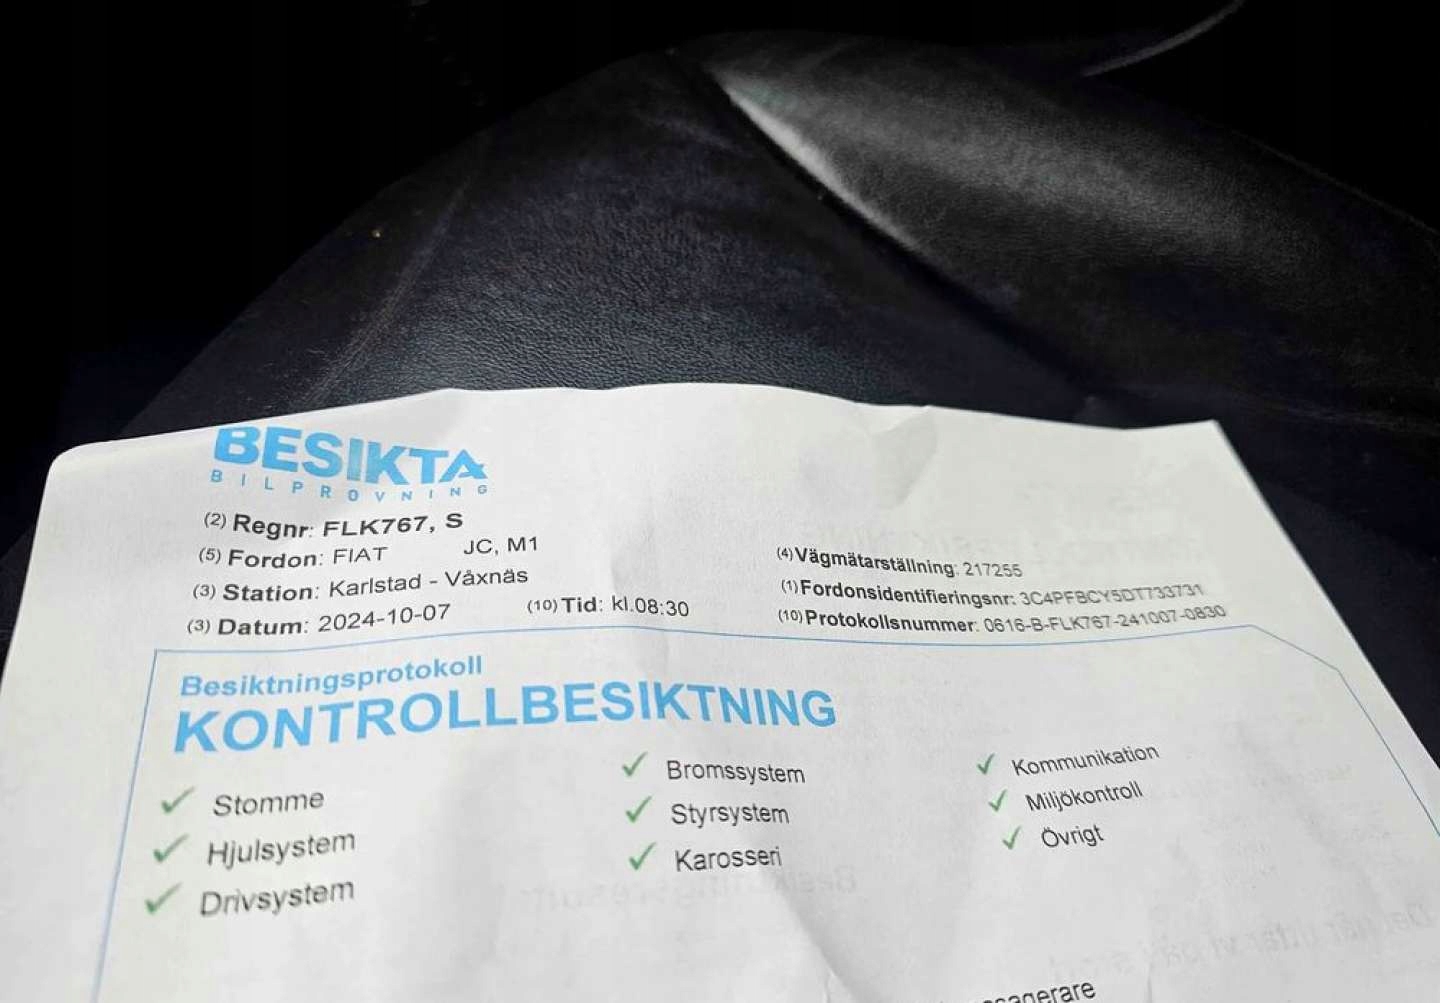 BESIKTA
BILPROVNING
(2) Regnr: FLK767, S
(5) Fordon: FIAT JC, M1
(3) Station: Karlstad - Våxnäs
(3) Datum: 2024-10-07 (10) Tid: kl.08:30
(4) Vägmätarställning: 217255
(1) Fordonsidentifieringsnr: 3C4PFBCY5DT733731
(10) Protokollsnummer: 0616-B-FLK767-241007-0830
Besiktningsprotokoll
KONTROLLBESIKTNING
Stomme
Hjulsystem
Drivsystem
Bromssystem
Styrsystem
Karosseri
Kommunikation
Miljökontroll
Övrigt